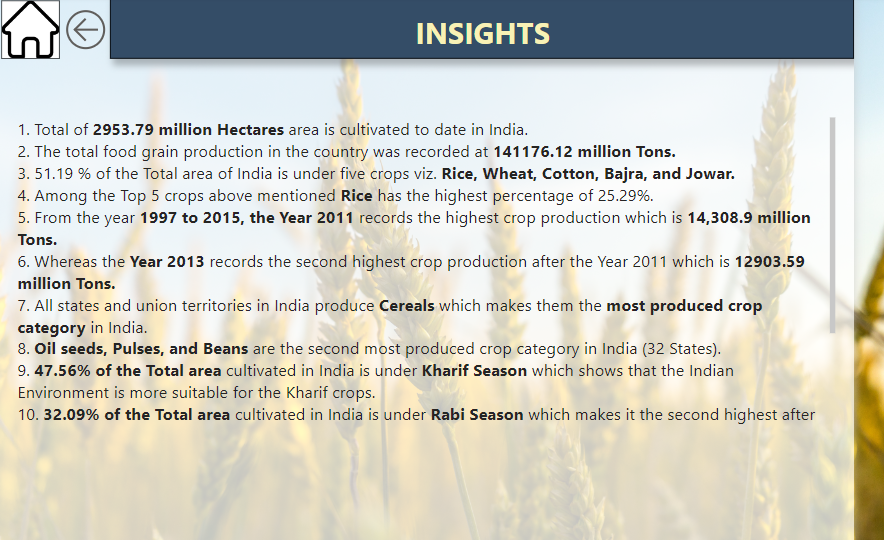 INSIGHTS
1. Total of 2953.79 million Hectares area is cultivated to date in India.
2. The total food grain production in the country was recorded at 141176.12 million Tons.
3. 51.19 % of the Total area of India is under five crops viz. Rice, Wheat, Cotton, Bajra, and Jowar.
4. Among the Top 5 crops above mentioned Rice has the highest percentage of 25.29%.
5. From the year 1997 to 2015, the Year 2011 records the highest crop production which is 14,308.9 million
Tons.
6. Whereas the Year 2013 records the second highest crop production after the Year 2011 which is 12903.59
million Tons.
7. All states and union territories in India produce Cereals which makes them the most produced crop
category in India.
8. Oil seeds, Pulses, and Beans are the second most produced crop category in India (32 States).
9. 47.56% of the Total area cultivated in India is under Kharif Season which shows that the Indian
Environment is more suitable for the Kharif crops.
10. 32.09% of the Total area cultivated in India is under Rabi Season which makes it the second highest after